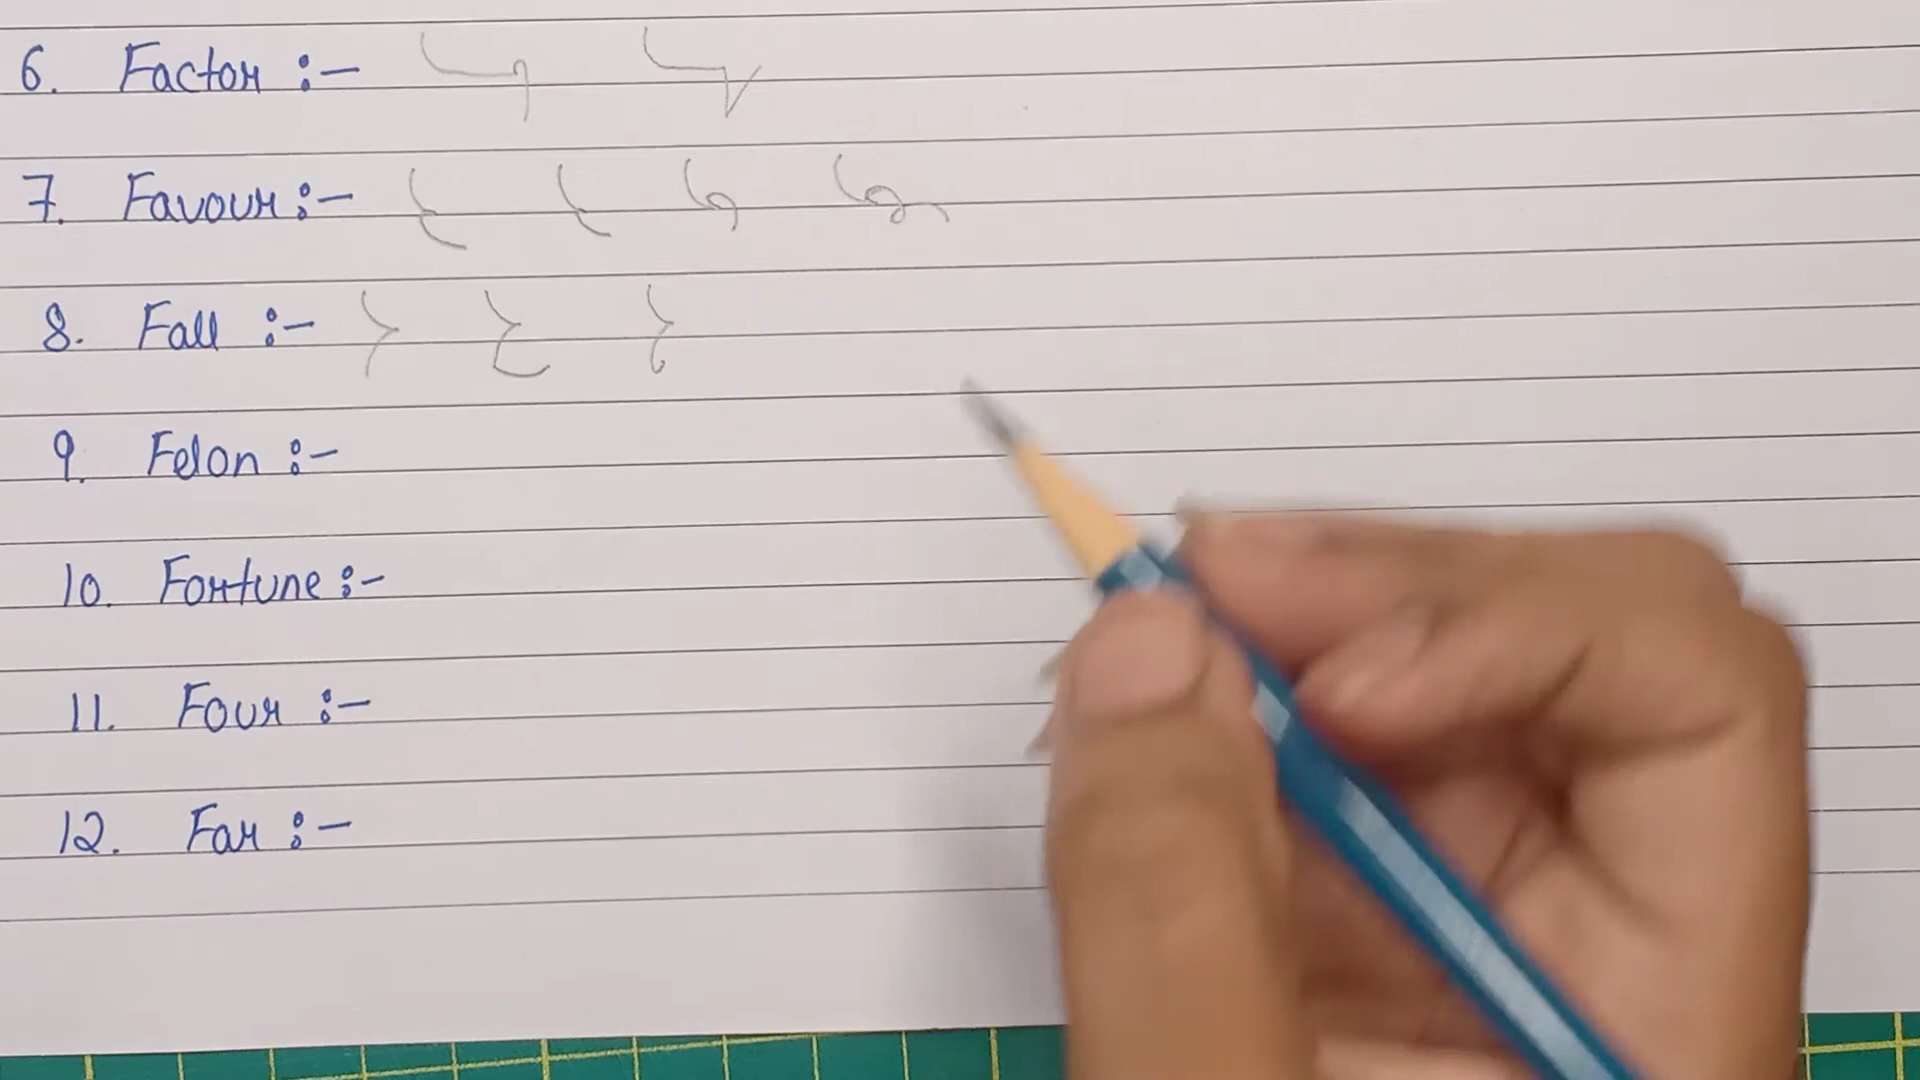 6. Factor :-
7. Favour :-
8. Fall :-
9. Felon :-
10. Fortune :-
11. Four :-
12. Far :-